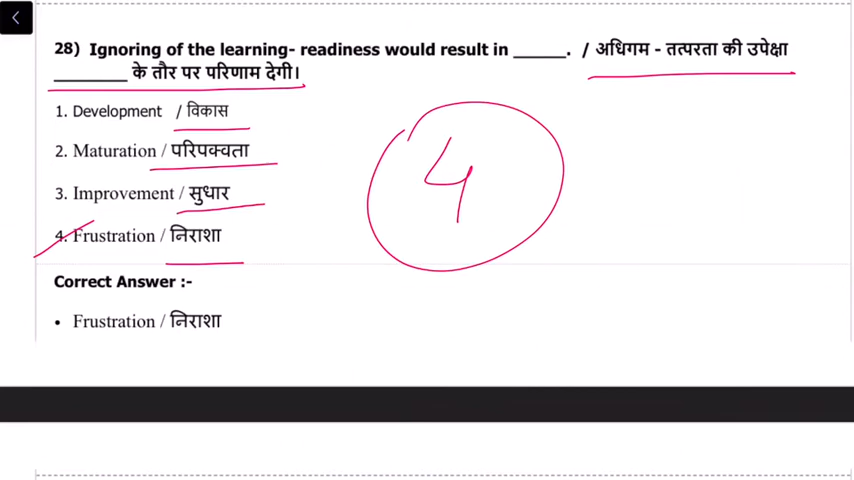 28) Ignoring of the learning- readiness would result in ______. / अधिगम - तत्परता की उपेक्षा
________ के तौर पर परिणाम देगी।
1. Development / विकास
2. Maturation / परिपक्वता
3. Improvement / सुधार
4. Frustration / निराशा
4
Correct Answer :-
• Frustration / निराशा